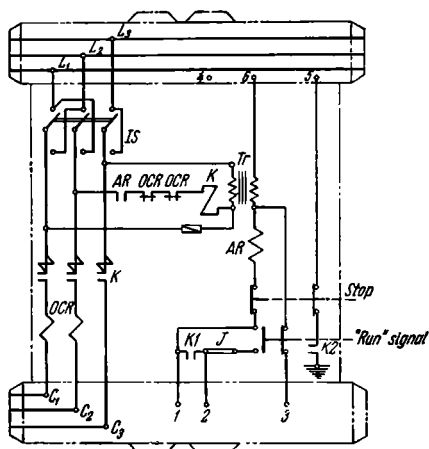 L3
L2
L1
4 6 5
IS
Tr
AR OCR OCR K
AR
K
Stop
OCR
"Run" signal
K1 J K2
C1
C2
C3
1 2 3